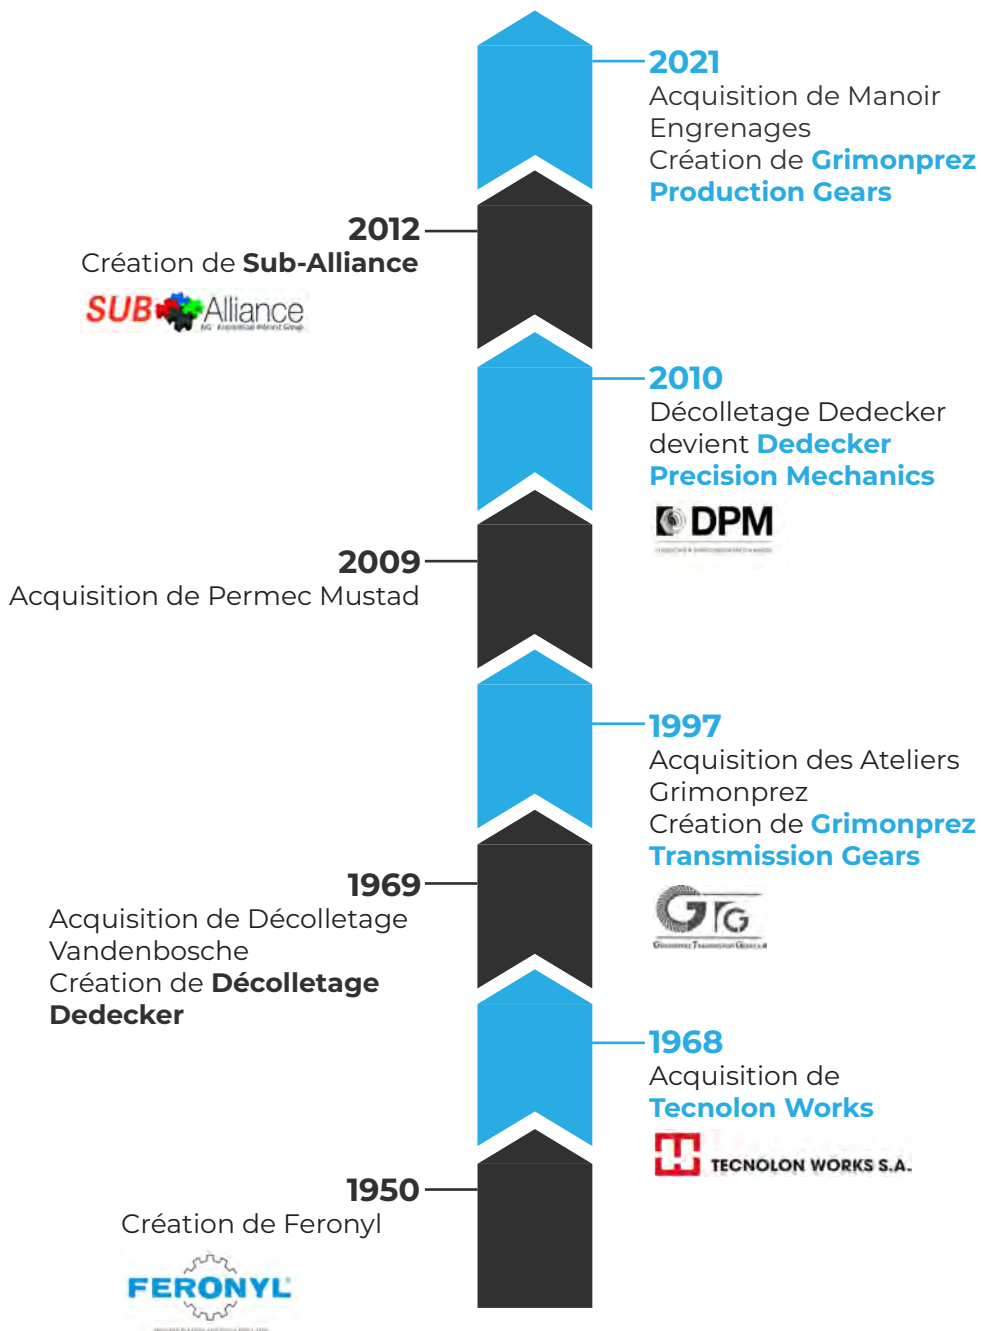 2021
Acquisition de Manoir
Engrenages
Création de Grimonprez
Production Gears
2012
Création de Sub-Alliance
SUB Alliance
2010
Décolletage Dedecker
devient Dedecker
Precision Mechanics
DPM
2009
Acquisition de Permec Mustad
1997
Acquisition des Ateliers
Grimonprez
Création de Grimonprez
Transmission Gears
GTG
1969
Acquisition de Décolletage
Vandenbosche
Création de Décolletage
Dedecker
1968
Acquisition de
Tecnolon Works
TECNOLON WORKS S.A.
1950
Création de Feronyl
FERONYL